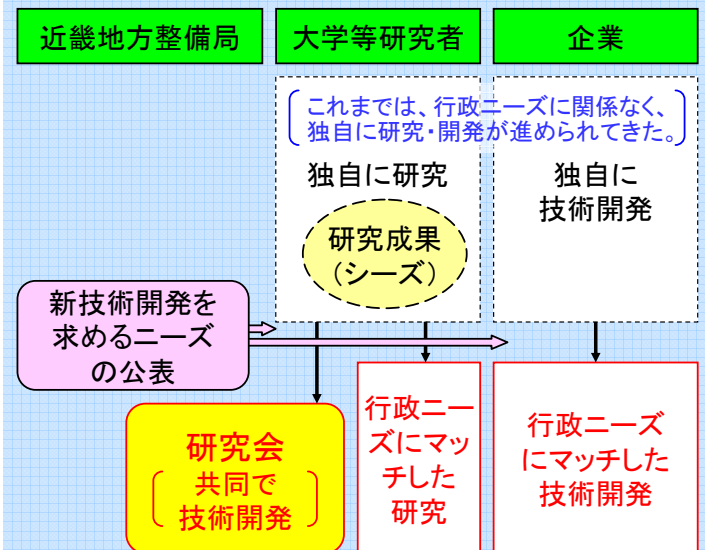 近畿地方整備局
大学等研究者
企業
これまでは、行政ニーズに関係なく、
独自に研究・開発が進められてきた。
独自に研究
独自に
技術開発
研究成果
（シーズ）
新技術開発を
求めるニーズ
の公表
研究会
共同で
技術開発
行政ニー
ズにマッ
チした
研究
行政ニーズ
にマッチした
技術開発